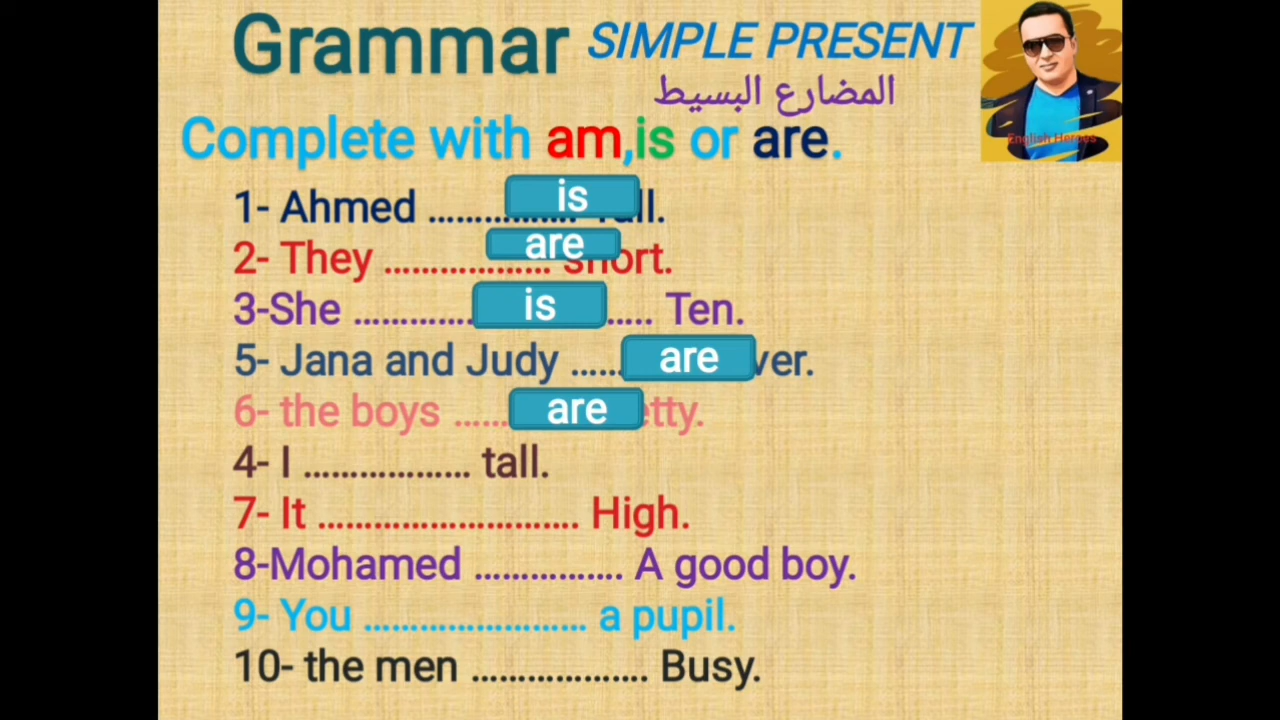 Grammar SIMPLE PRESENT
المضارع البسيط
English Heroes
Complete with am,is or are.
1- Ahmed ................ is
2- They .................. are short.
3-She ............. is ..... Ten.
5- Jana and Judy ...... are
6- the boys ...... are
4- I .................. tall.
7- It ............................ High.
8-Mohamed ................ A good boy.
9- You ........................ a pupil.
10- the men ................... Busy.